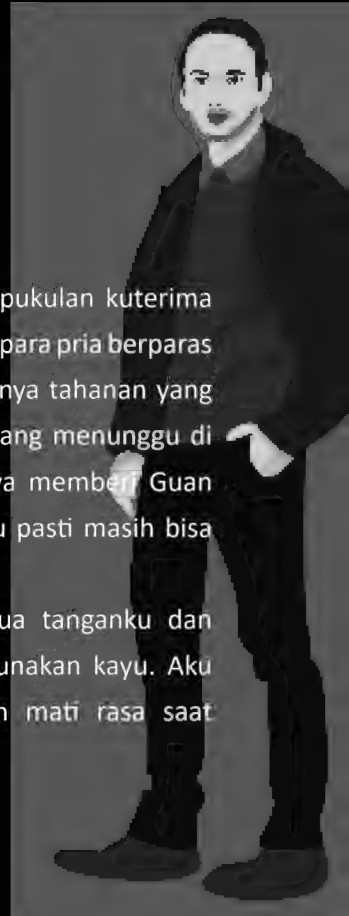 pukulan kuterima
para pria berparas
nya tahanan yang
ang menunggu di
a memberi Guan
u pasti masih bisa
ua tanganku dan
unakan kayu. Aku
n mati rasa saat